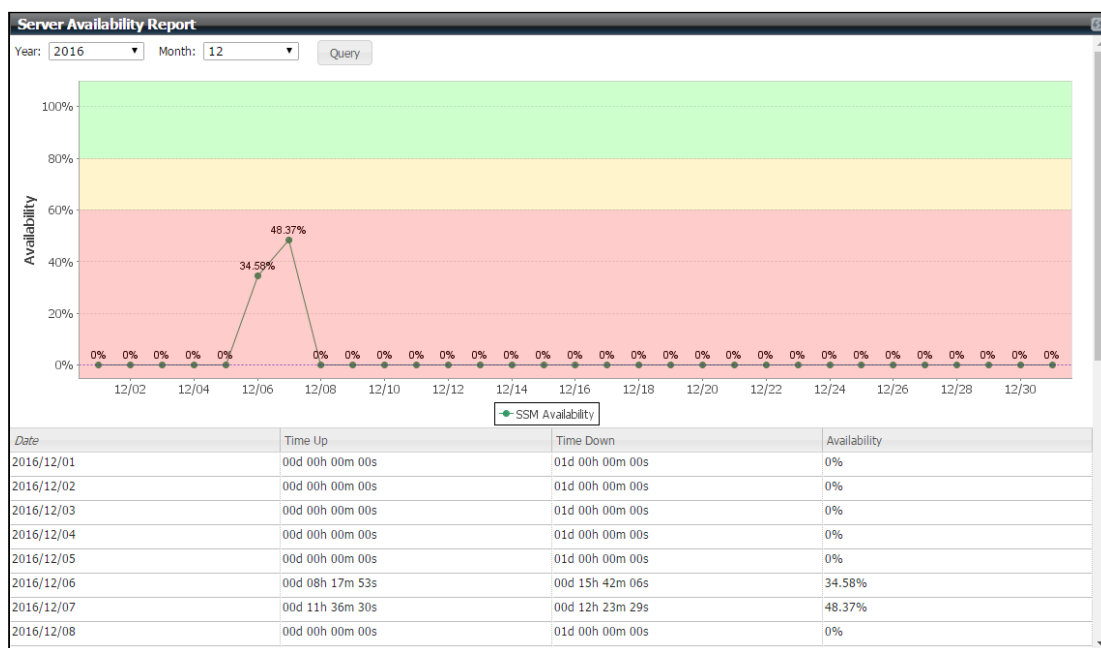 Server Availability Report
Year: 2016 Month: 12 Query
100%
80%
60%
40%
20%
0%
Availability
48.37%
34.58%
0% 0% 0% 0% 0% 0% 0% 0% 0% 0% 0% 0% 0% 0% 0% 0% 0% 0% 0% 0% 0% 0% 0% 0% 0% 0% 0% 0% 0%
12/02 12/04 12/06 12/08 12/10 12/12 12/14 12/16 12/18 12/20 12/22 12/24 12/26 12/28 12/30
SSM Availability
Date Time Up Time Down Availability
2016/12/01 00d 00h 00m 00s 01d 00h 00m 00s 0%
2016/12/02 00d 00h 00m 00s 01d 00h 00m 00s 0%
2016/12/03 00d 00h 00m 00s 01d 00h 00m 00s 0%
2016/12/04 00d 00h 00m 00s 01d 00h 00m 00s 0%
2016/12/05 00d 00h 00m 00s 01d 00h 00m 00s 0%
2016/12/06 00d 08h 17m 53s 00d 15h 42m 06s 34.58%
2016/12/07 00d 11h 36m 30s 00d 12h 23m 29s 48.37%
2016/12/08 00d 00h 00m 00s 01d 00h 00m 00s 0%